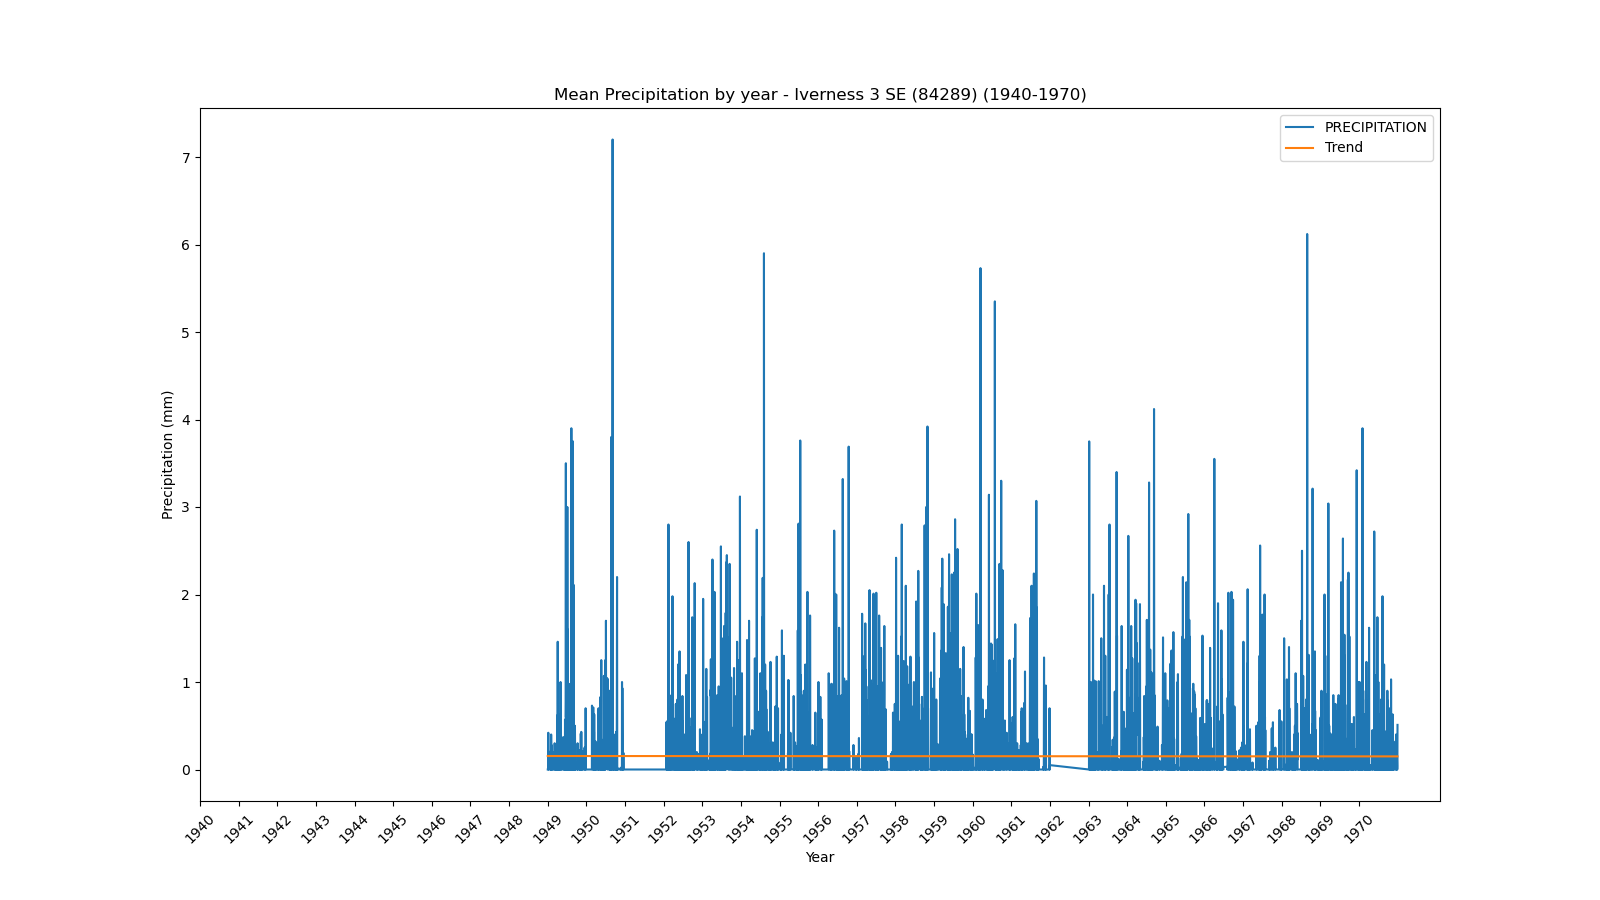 Mean Precipitation by year - Iverness 3 SE (84289) (1940-1970)
PRECIPITATION
Trend
7
6
5
4
3
2
1
0
Precipitation (mm)
1940 1941 1942 1943 1944 1945 1946 1947 1948 1949 1950 1951 1952 1953 1954 1955 1956 1957 1958 1959 1960 1961 1962 1963 1964 1965 1966 1967 1968 1969 1970
Year